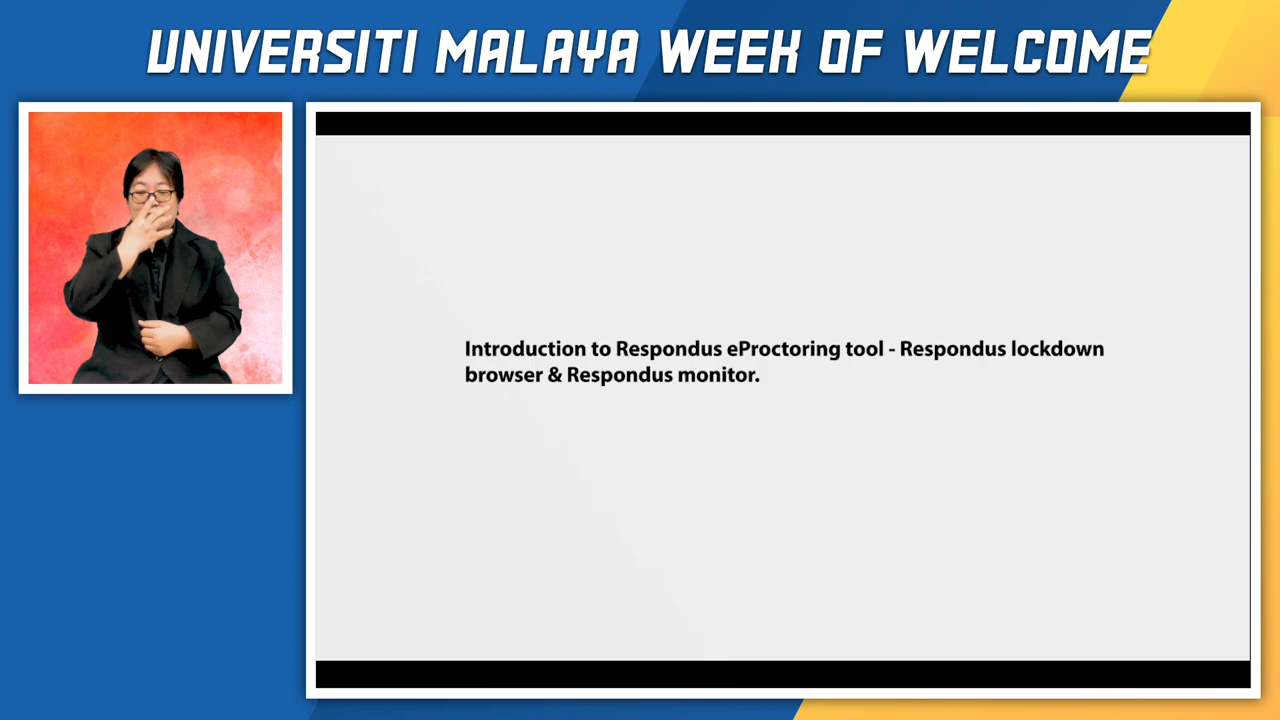 UNIVERSITI MALAYA WEEK OF WELCOME
Introduction to Respondus eProctoring tool - Respondus lockdown
browser & Respondus monitor.